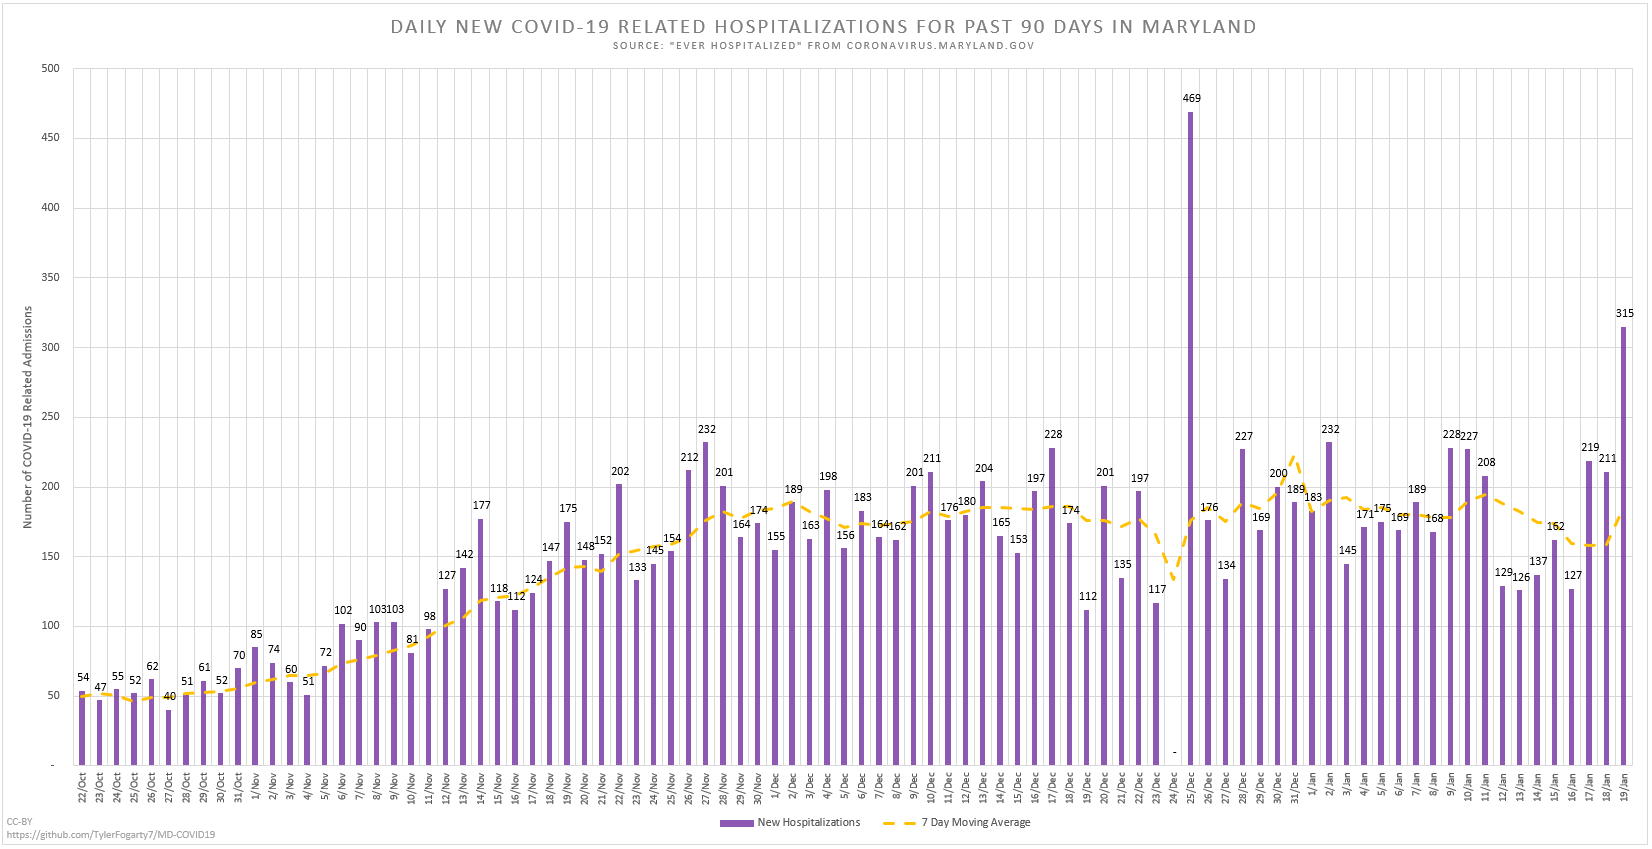 DAILY NEW COVID-19 RELATED HOSPITALIZATIONS FOR PAST 90 DAYS IN MARYLAND
SOURCE: "EVER HOSPITALIZED" FROM CORONAVIRUS.MARYLAND.GOV
Number of COVID-19 Related Admissions
500
450
400
350
300
250
200
150
100
50
-
54 47 55 52 62 40 51 61 52 70 85 74 60 51 72 102 90 103 103 81 98 127 142 177 118 112 124 147 175 148 152 202 133 145 154 212 232 201 164 174 155 189 163 198 156 183 164 162 201 211 176 180 204 165 153 197 228 174 112 201 135 197 117 - 469 176 134 227 169 200 189 183 232 145 171 175 169 189 168 228 227 208 129 126 137 162 127 219 211 315
22/Oct 23/Oct 24/Oct 25/Oct 26/Oct 27/Oct 28/Oct 29/Oct 30/Oct 31/Oct 1/Nov 2/Nov 3/Nov 4/Nov 5/Nov 6/Nov 7/Nov 8/Nov 9/Nov 10/Nov 11/Nov 12/Nov 13/Nov 14/Nov 15/Nov 16/Nov 17/Nov 18/Nov 19/Nov 20/Nov 21/Nov 22/Nov 23/Nov 24/Nov 25/Nov 26/Nov 27/Nov 28/Nov 29/Nov 30/Nov 1/Dec 2/Dec 3/Dec 4/Dec 5/Dec 6/Dec 7/Dec 8/Dec 9/Dec 10/Dec 11/Dec 12/Dec 13/Dec 14/Dec 15/Dec 16/Dec 17/Dec 18/Dec 19/Dec 20/Dec 21/Dec 22/Dec 23/Dec 24/Dec 25/Dec 26/Dec 27/Dec 28/Dec 29/Dec 30/Dec 31/Dec 1/Jan 2/Jan 3/Jan 4/Jan 5/Jan 6/Jan 7/Jan 8/Jan 9/Jan 10/Jan 11/Jan 12/Jan 13/Jan 14/Jan 15/Jan 16/Jan 17/Jan 18/Jan 19/Jan
New Hospitalizations 7 Day Moving Average
CC-BY
https://github.com/TylerFogarty7/MD-COVID19